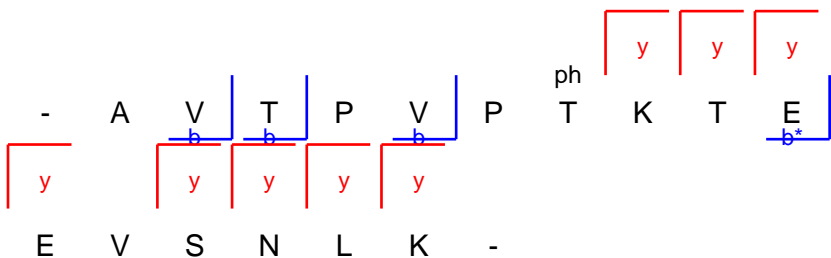 y y y
ph
- A V T P V P T K T E
b b b b*
y y y y y
E V S N L K -